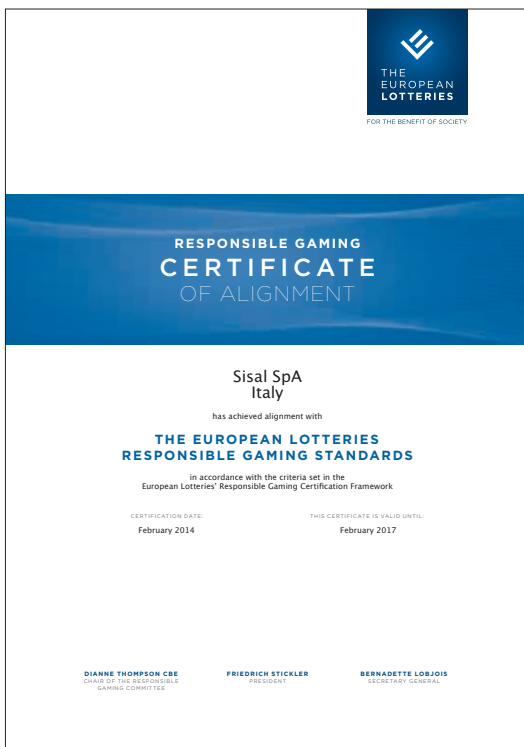 THE
EUROPEAN
LOTTERIES
FOR THE BENEFIT OF SOCIETY
RESPONSIBLE GAMING
CERTIFICATE
OF ALIGNMENT
Sisal SpA
Italy
has achieved alignment with
THE EUROPEAN LOTTERIES
RESPONSIBLE GAMING STANDARDS
in accordance with the criteria set in the
European Lotteries' Responsible Gaming Certification Framework
CERTIFICATION DATE: THIS CERTIFICATE IS VALID UNTIL:
February 2014 February 2017
DIANNE THOMPSON CBE FRIEDRICH STICKLER BERNADETTE LOBJOIS
CHAIR OF THE RESPONSIBLE PRESIDENT SECRETARY GENERAL
GAMING COMMITTEE